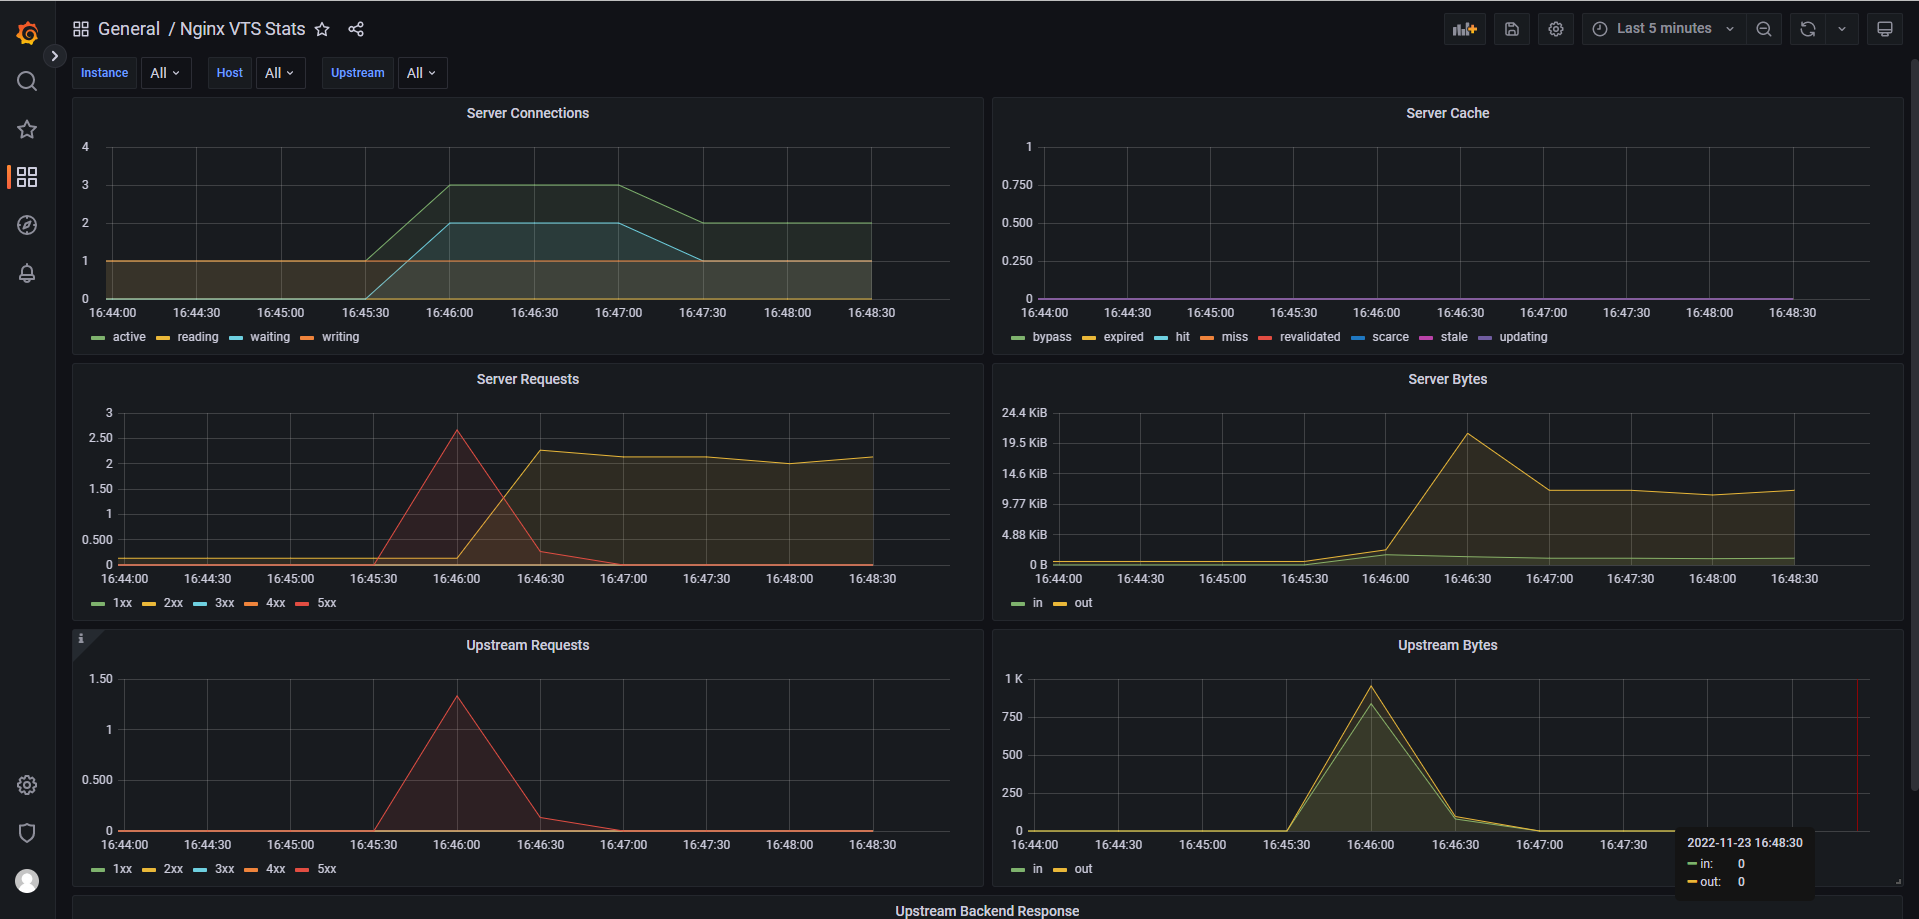 General / Nginx VTS Stats
Last 5 minutes
Instance All Host All Upstream All
Server Connections
4
3
2
1
0
16:44:00 16:44:30 16:45:00 16:45:30 16:46:00 16:46:30 16:47:00 16:47:30 16:48:00 16:48:30
active reading waiting writing
Server Cache
1
0.750
0.500
0.250
0
16:44:00 16:44:30 16:45:00 16:45:30 16:46:00 16:46:30 16:47:00 16:47:30 16:48:00 16:48:30
bypass expired hit miss revalidated scarce stale updating
Server Requests
3
2.50
2
1.50
1
0.500
0
16:44:00 16:44:30 16:45:00 16:45:30 16:46:00 16:46:30 16:47:00 16:47:30 16:48:00 16:48:30
1xx 2xx 3xx 4xx 5xx
Server Bytes
24.4 KiB
19.5 KiB
14.6 KiB
9.77 KiB
4.88 KiB
0 B
16:44:00 16:44:30 16:45:00 16:45:30 16:46:00 16:46:30 16:47:00 16:47:30 16:48:00 16:48:30
in out
i
Upstream Requests
1.50
1
0.500
0
16:44:00 16:44:30 16:45:00 16:45:30 16:46:00 16:46:30 16:47:00 16:47:30 16:48:00 16:48:30
1xx 2xx 3xx 4xx 5xx
Upstream Bytes
1 K
750
500
250
0
16:44:00 16:44:30 16:45:00 16:45:30 16:46:00 16:46:30 16:47:00 16:47:30
in out
2022-11-23 16:48:30
in: 0
out: 0
Upstream Backend Response